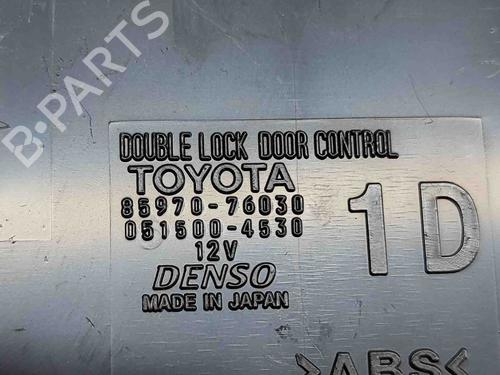 B-PARTS
DOUBLE LOCK DOOR CONTROL
TOYOTA
85970-76030
051500-4530
12V
DENSO
MADE IN JAPAN
1D
>ABS<